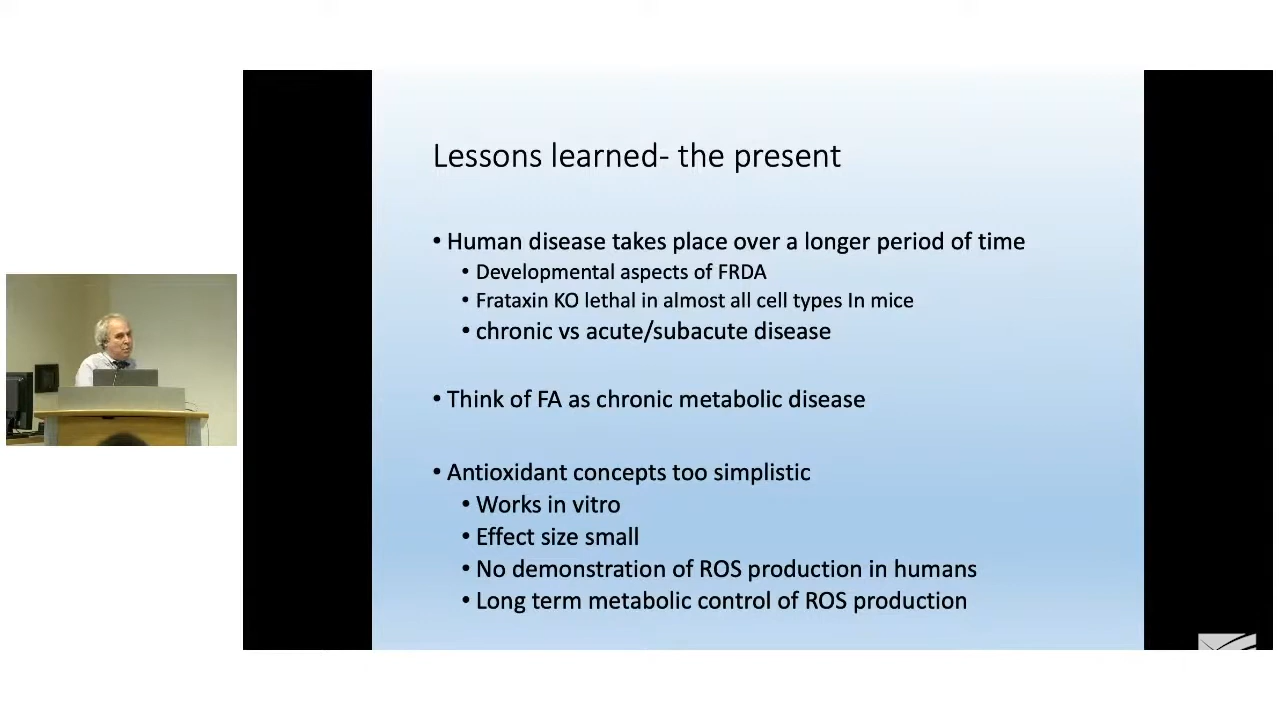 Lessons learned- the present
• Human disease takes place over a longer period of time
• Developmental aspects of FRDA
• Frataxin KO lethal in almost all cell types In mice
• chronic vs acute/subacute disease
• Think of FA as chronic metabolic disease
• Antioxidant concepts too simplistic
• Works in vitro
• Effect size small
• No demonstration of ROS production in humans
• Long term metabolic control of ROS production